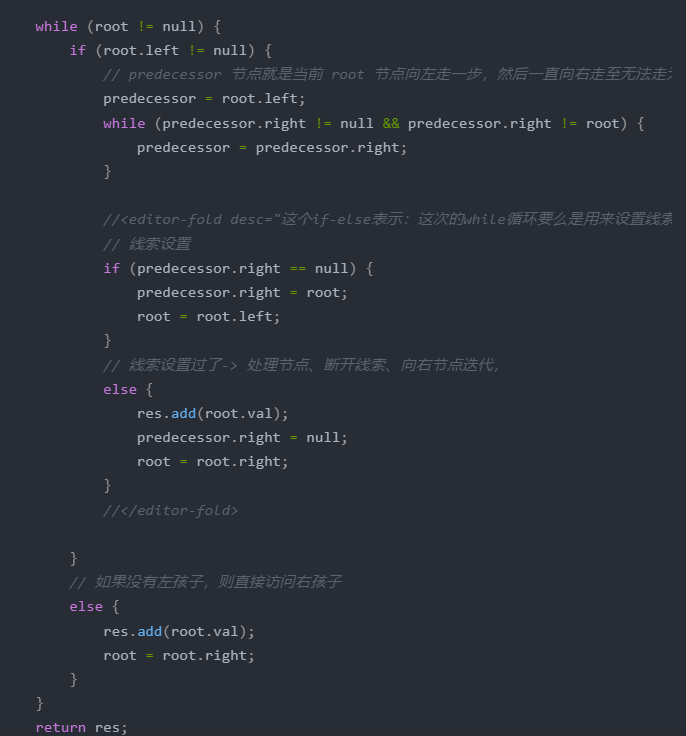 while (root != null) {
    if (root.left != null) {
        // predecessor 节点就是当前 root 节点向左走一步，然后一直向右走至无法走
        predecessor = root.left;
        while (predecessor.right != null && predecessor.right != root) {
            predecessor = predecessor.right;
        }
        //<editor-fold desc="这个if-else表示：这次的while循环要么是用来设置线索
        // 线索设置
        if (predecessor.right == null) {
            predecessor.right = root;
            root = root.left;
        }
        // 线索设置过了-> 处理节点、断开线索、向右节点迭代，
        else {
            res.add(root.val);
            predecessor.right = null;
            root = root.right;
        }
        //</editor-fold>
    }
    // 如果没有左孩子，则直接访问右孩子
    else {
        res.add(root.val);
        root = root.right;
    }
}
return res;